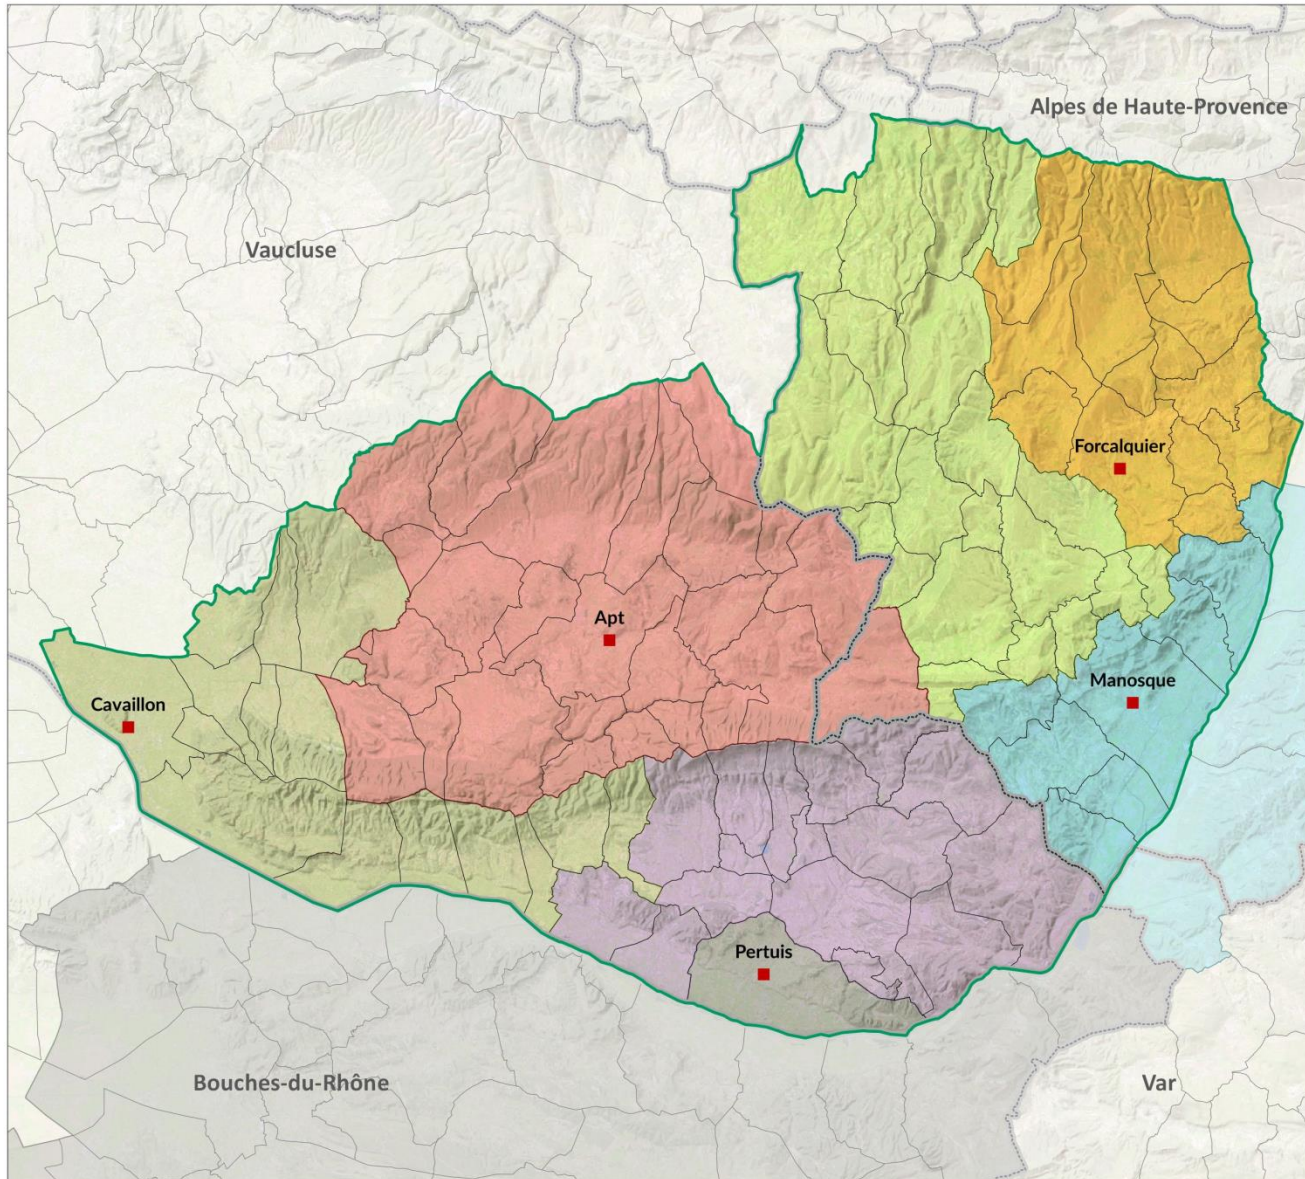 Alpes de Haute-Provence
Vaucluse
Forcalquier
Apt
Manosque
Cavaillon
Pertuis
Bouches-du-Rhône
Var